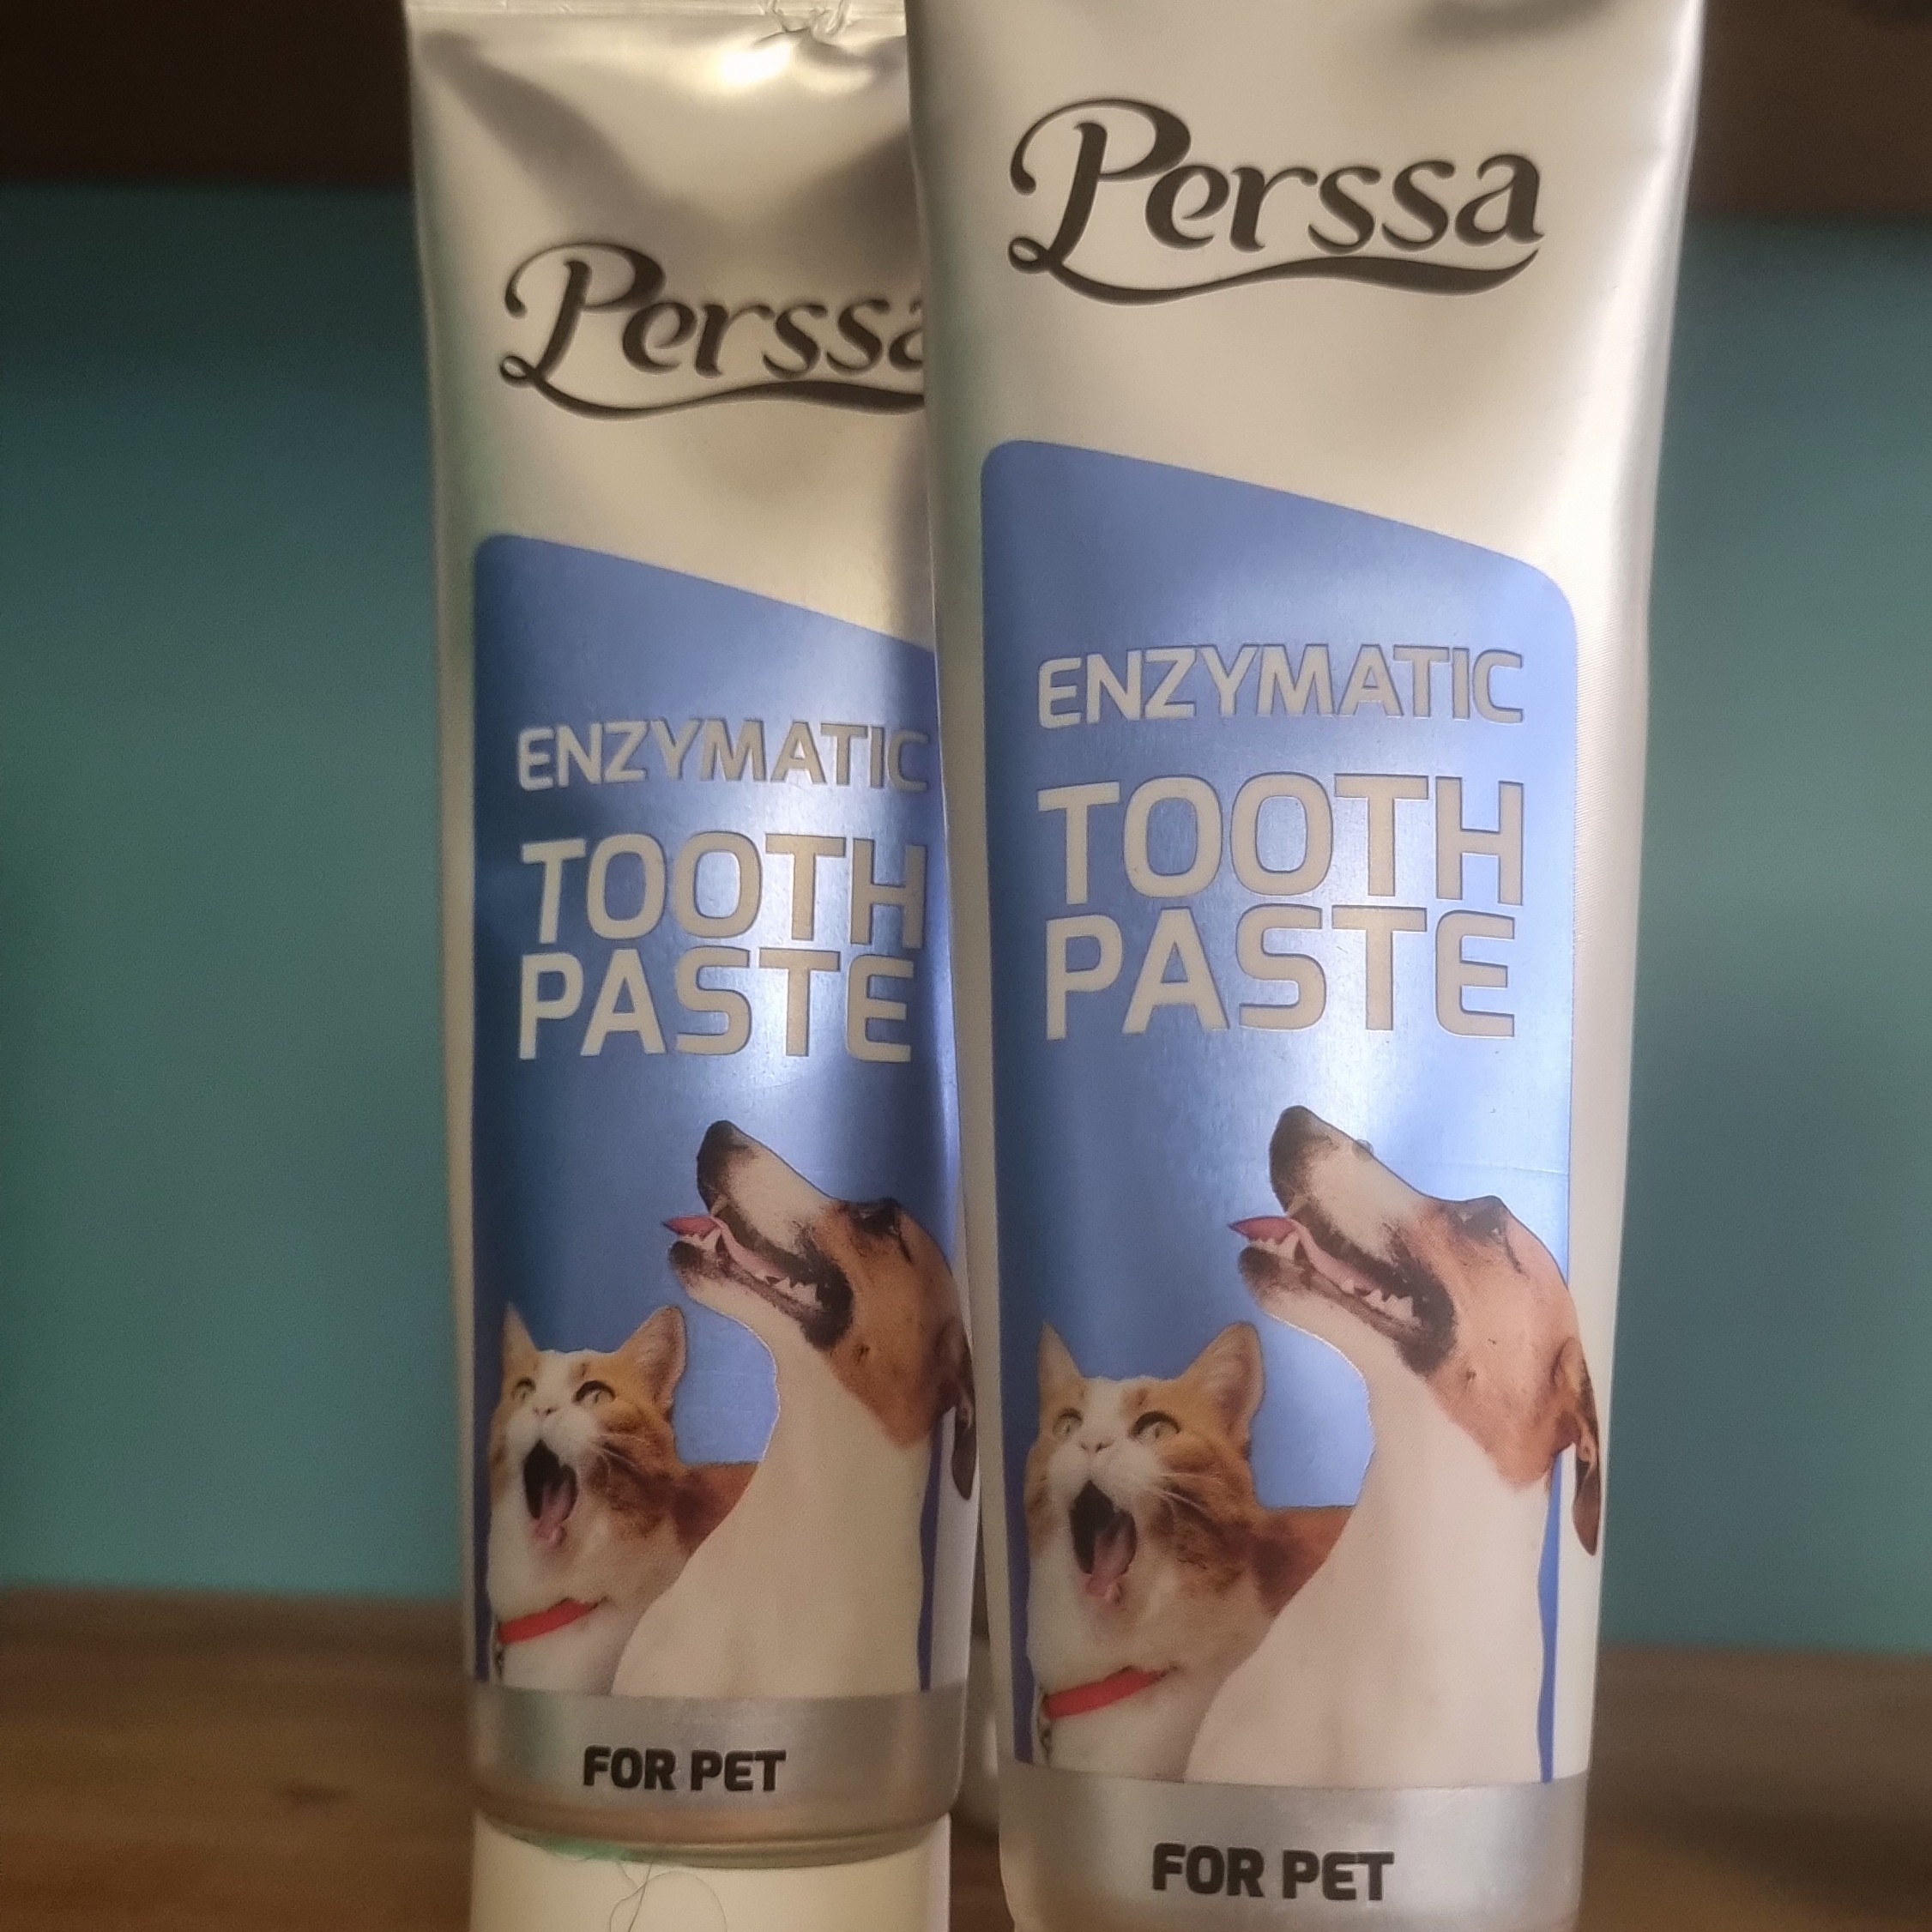 Perssa
ENZYMATIC
TOOTH
PASTE
FOR PET
Perssa
ENZYMATIC
TOOTH
PASTE
FOR PET